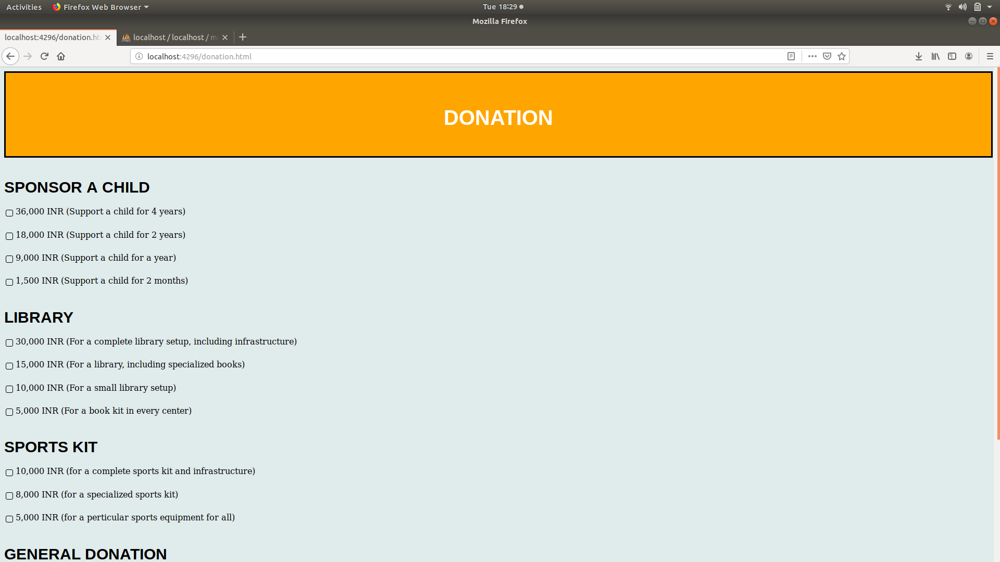 Activities Firefox Web Browser Tue 18:29
Mozilla Firefox
localhost:4296/donation.ht localhost / localhost / m
localhost:4296/donation.html
DONATION
SPONSOR A CHILD
36,000 INR (Support a child for 4 years)
18,000 INR (Support a child for 2 years)
9,000 INR (Support a child for a year)
1,500 INR (Support a child for 2 months)
LIBRARY
30,000 INR (For a complete library setup, including infrastructure)
15,000 INR (For a library, including specialized books)
10,000 INR (For a small library setup)
5,000 INR (For a book kit in every center)
SPORTS KIT
10,000 INR (for a complete sports kit and infrastructure)
8,000 INR (for a specialized sports kit)
5,000 INR (for a perticular sports equipment for all)
GENERAL DONATION